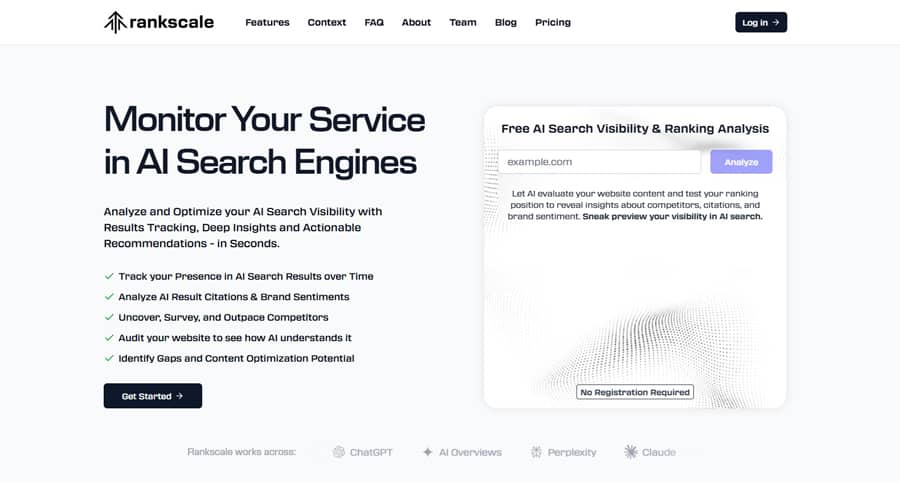 rankscale
Features
Context
FAQ
About
Team
Blog
Pricing
Log in →
Monitor Your Service
in AI Search Engines
Analyze and Optimize your AI Search Visibility with
Results Tracking, Deep Insights and Actionable
Recommendations - in Seconds.
Track your Presence in AI Search Results over Time
Analyze AI Result Citations & Brand Sentiments
Uncover, Survey, and Outpace Competitors
Audit your website to see how AI understands it
Identify Gaps and Content Optimization Potential
Get Started →
Free AI Search Visibility & Ranking Analysis
example.com
Analyze
Let AI evaluate your website content and test your ranking
position to reveal insights about competitors, citations, and
brand sentiment. Sneak preview your visibility in AI search.
No Registration Required
Rankscale works across:
ChatGPT
AI Overviews
Perplexity
Claude